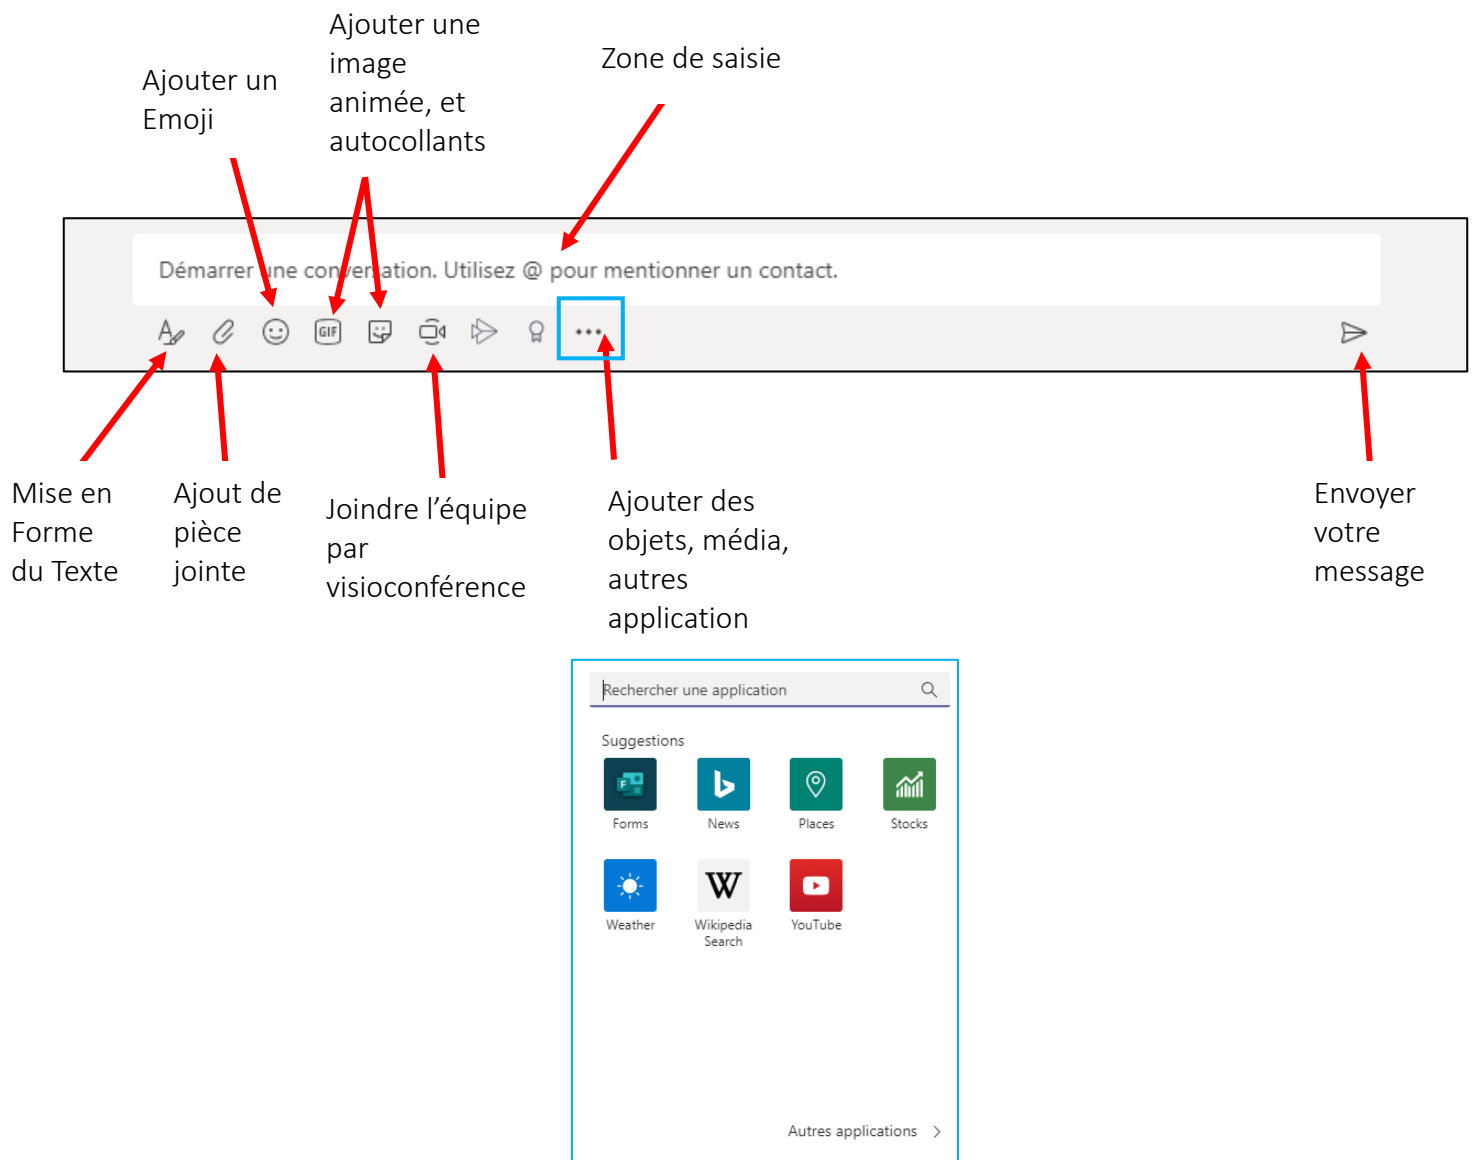 Ajouter une
image
animée, et
autocollants
Zone de saisie
Ajouter un
Emoji
Démarrer une conversation. Utilisez @ pour mentionner un contact.
GIF
Mise en
Forme
du Texte
Ajout de
pièce
jointe
Joindre l’équipe
par
visioconférence
Ajouter des
objets, média,
autres
application
Envoyer
votre
message
Rechercher une application
Suggestions
F
Forms
News
Places
Stocks
W
Weather
Wikipedia
Search
YouTube
Autres applications